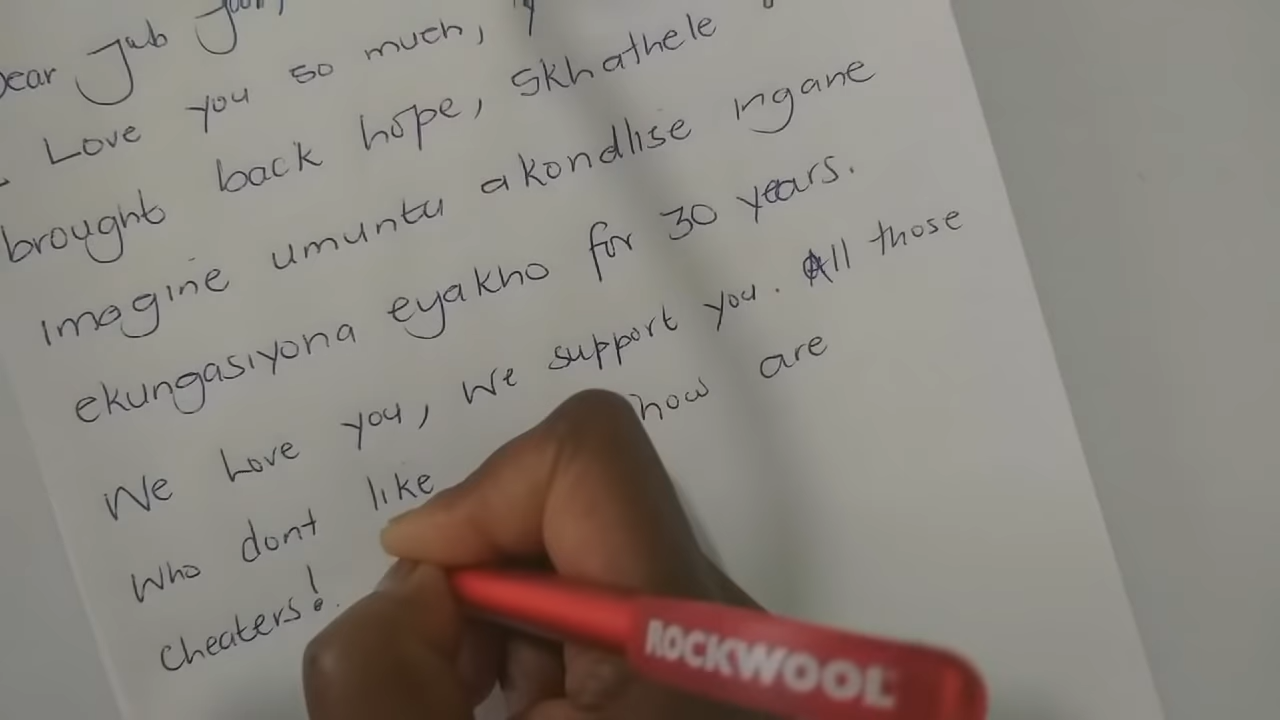 Dear Jub Jub,
I Love you so much,
brought back hope, Skhathele
imagine umuntu akondlise ingane
ekungasiyona eyakho for 30 years.
We Love you, We support you. All those
Who dont like how are
cheaters!.
ROCKWOOL